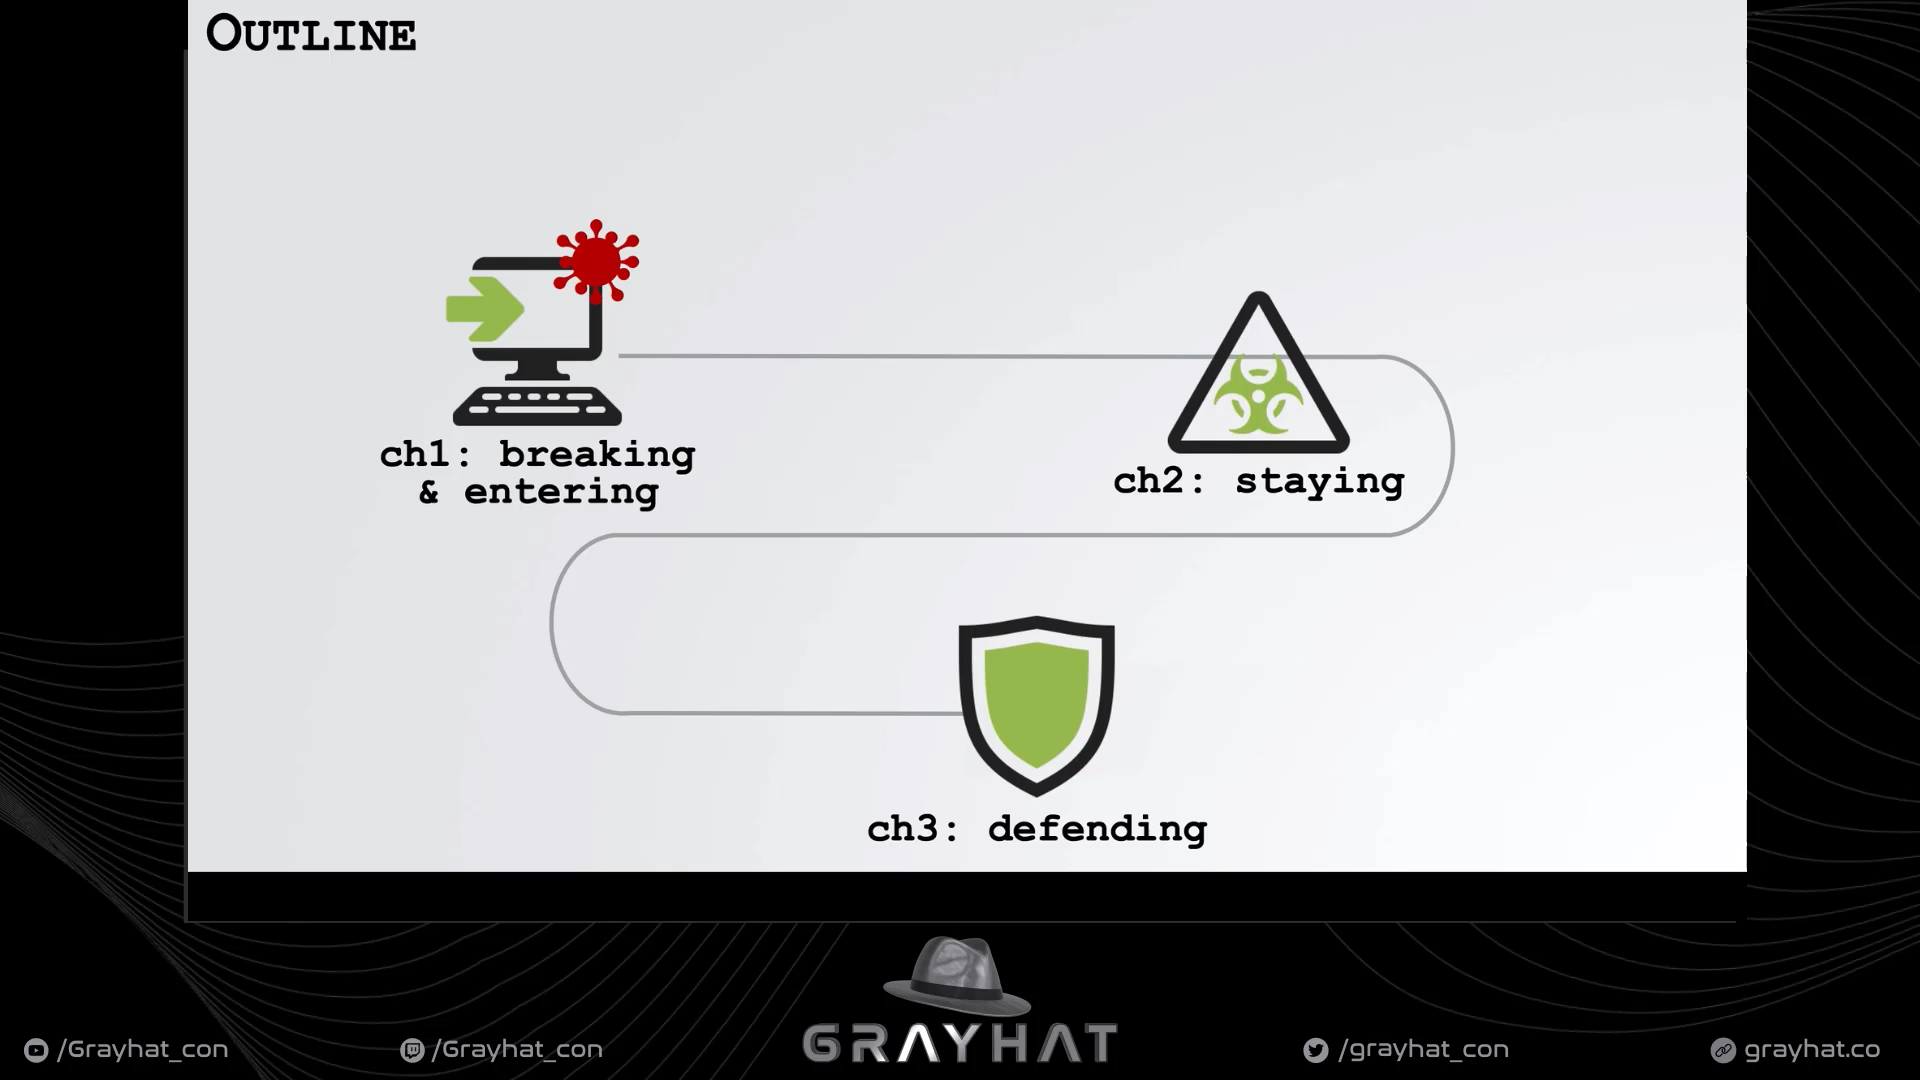 OUTLINE
ch1: breaking
& entering
ch2: staying
ch3: defending
GRAYHAT
/Grayhat_con
/Grayhat_con
/grayhat_con
grayhat.co